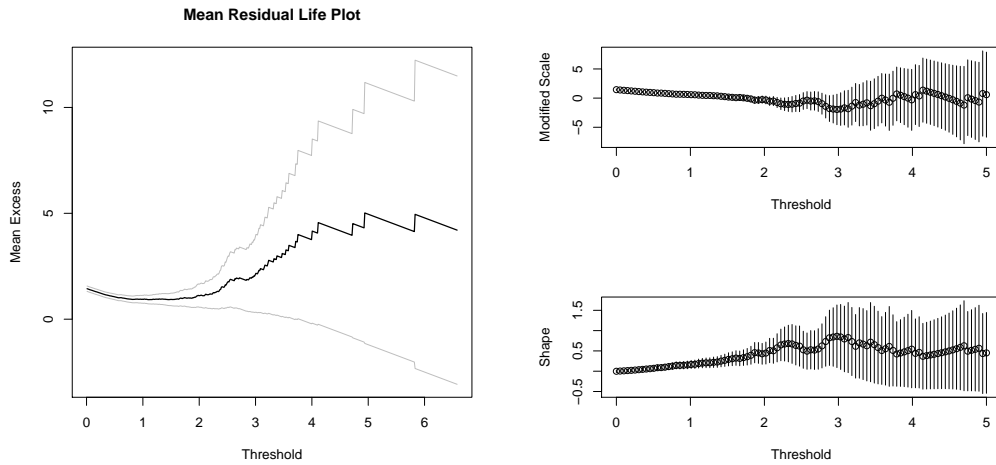 Mean Residual Life Plot
Mean Excess
0 5 10
0 1 2 3 4 5 6
Threshold
Modified Scale
-5 0 5
0 1 2 3 4 5
Threshold
Shape
-0.5 0.5 1.5
0 1 2 3 4 5
Threshold